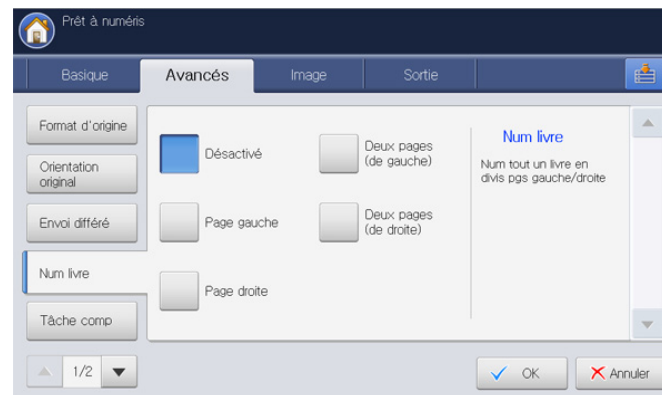 Prêt à numéris
Basique
Avancés
Image
Sortie
Format d'origine
Orientation
original
Envoi différé
Num livre
Tâche comp
1/2
Désactivé
Page gauche
Page droite
Deux pages
(de gauche)
Deux pages
(de droite)
Num livre
Num tout un livre en
divis pgs gauche/droite
OK
Annuler